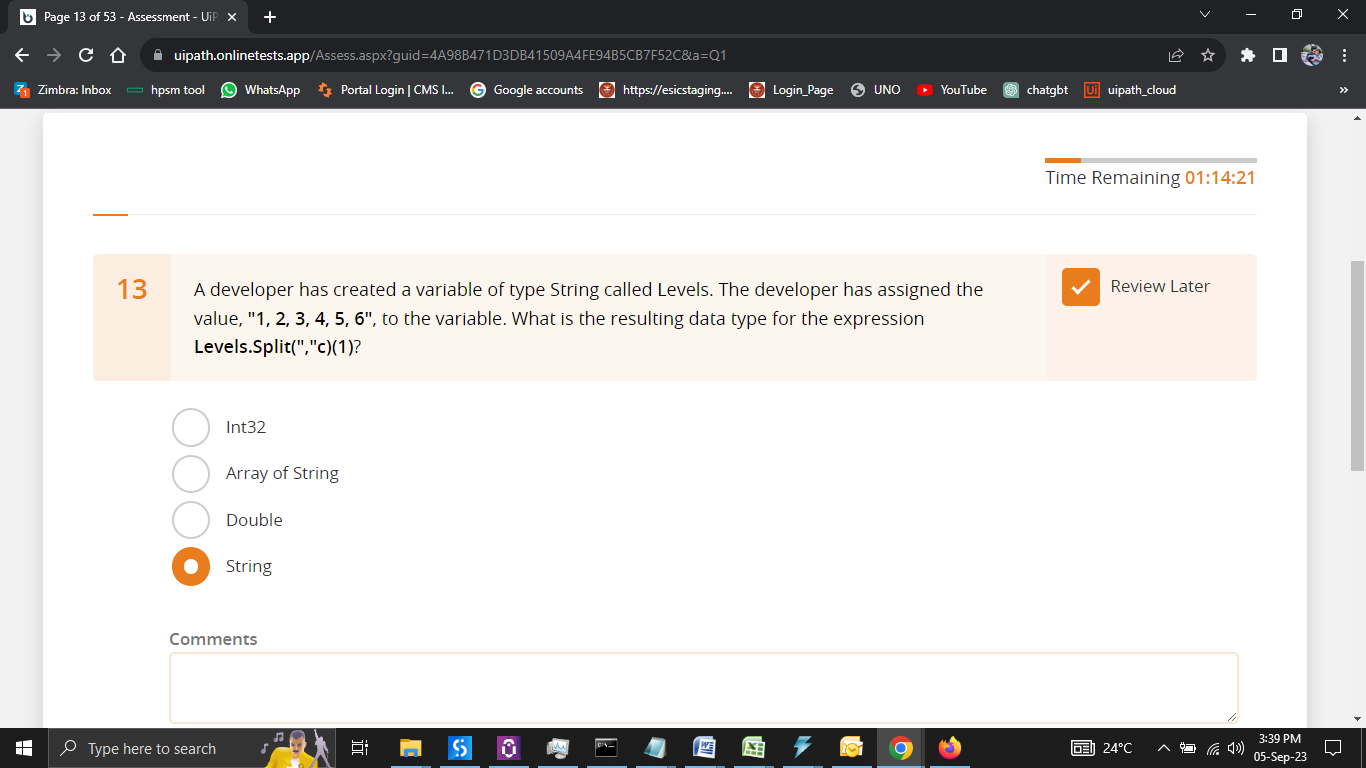 Page 13 of 53 - Assessment - UiP
uipath.onlinetests.app/Assess.aspx?guid=4A98B471D3DB41509A4FE94B5CB7F52C&a=Q1
Zimbra: Inbox hpsm tool WhatsApp Portal Login | CMS I... Google accounts https://esicstaging.... Login_Page UNO YouTube chatgbt Ui uipath_cloud »
Time Remaining 01:14:21
13
A developer has created a variable of type String called Levels. The developer has assigned the
value, "1, 2, 3, 4, 5, 6", to the variable. What is the resulting data type for the expression
Levels.Split(","c)(1)?
Review Later
Int32
Array of String
Double
String
Comments
Type here to search
24°C
3:39 PM
05-Sep-23